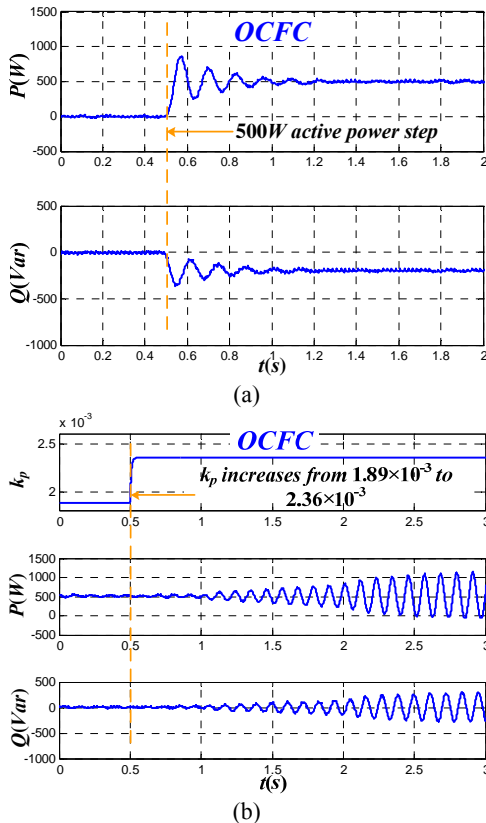 OCFC
P(W)
1500
1000
500
0
-500
500W active power step
0 0.2 0.4 0.6 0.8 1 1.2 1.4 1.6 1.8 2
Q(Var)
500
0
-500
-1000
0 0.2 0.4 0.6 0.8 1 1.2 1.4 1.6 1.8 2
t(s)
(a)
x 10⁻³
OCFC
k_p
2.5
2
k_p increases from 1.89×10⁻³ to
2.36×10⁻³
0 0.5 1 1.5 2 2.5 3
P(W)
1500
1000
500
0
-500
0 0.5 1 1.5 2 2.5 3
Q(Var)
500
0
-500
-1000
0 0.5 1 1.5 2 2.5 3
t(s)
(b)